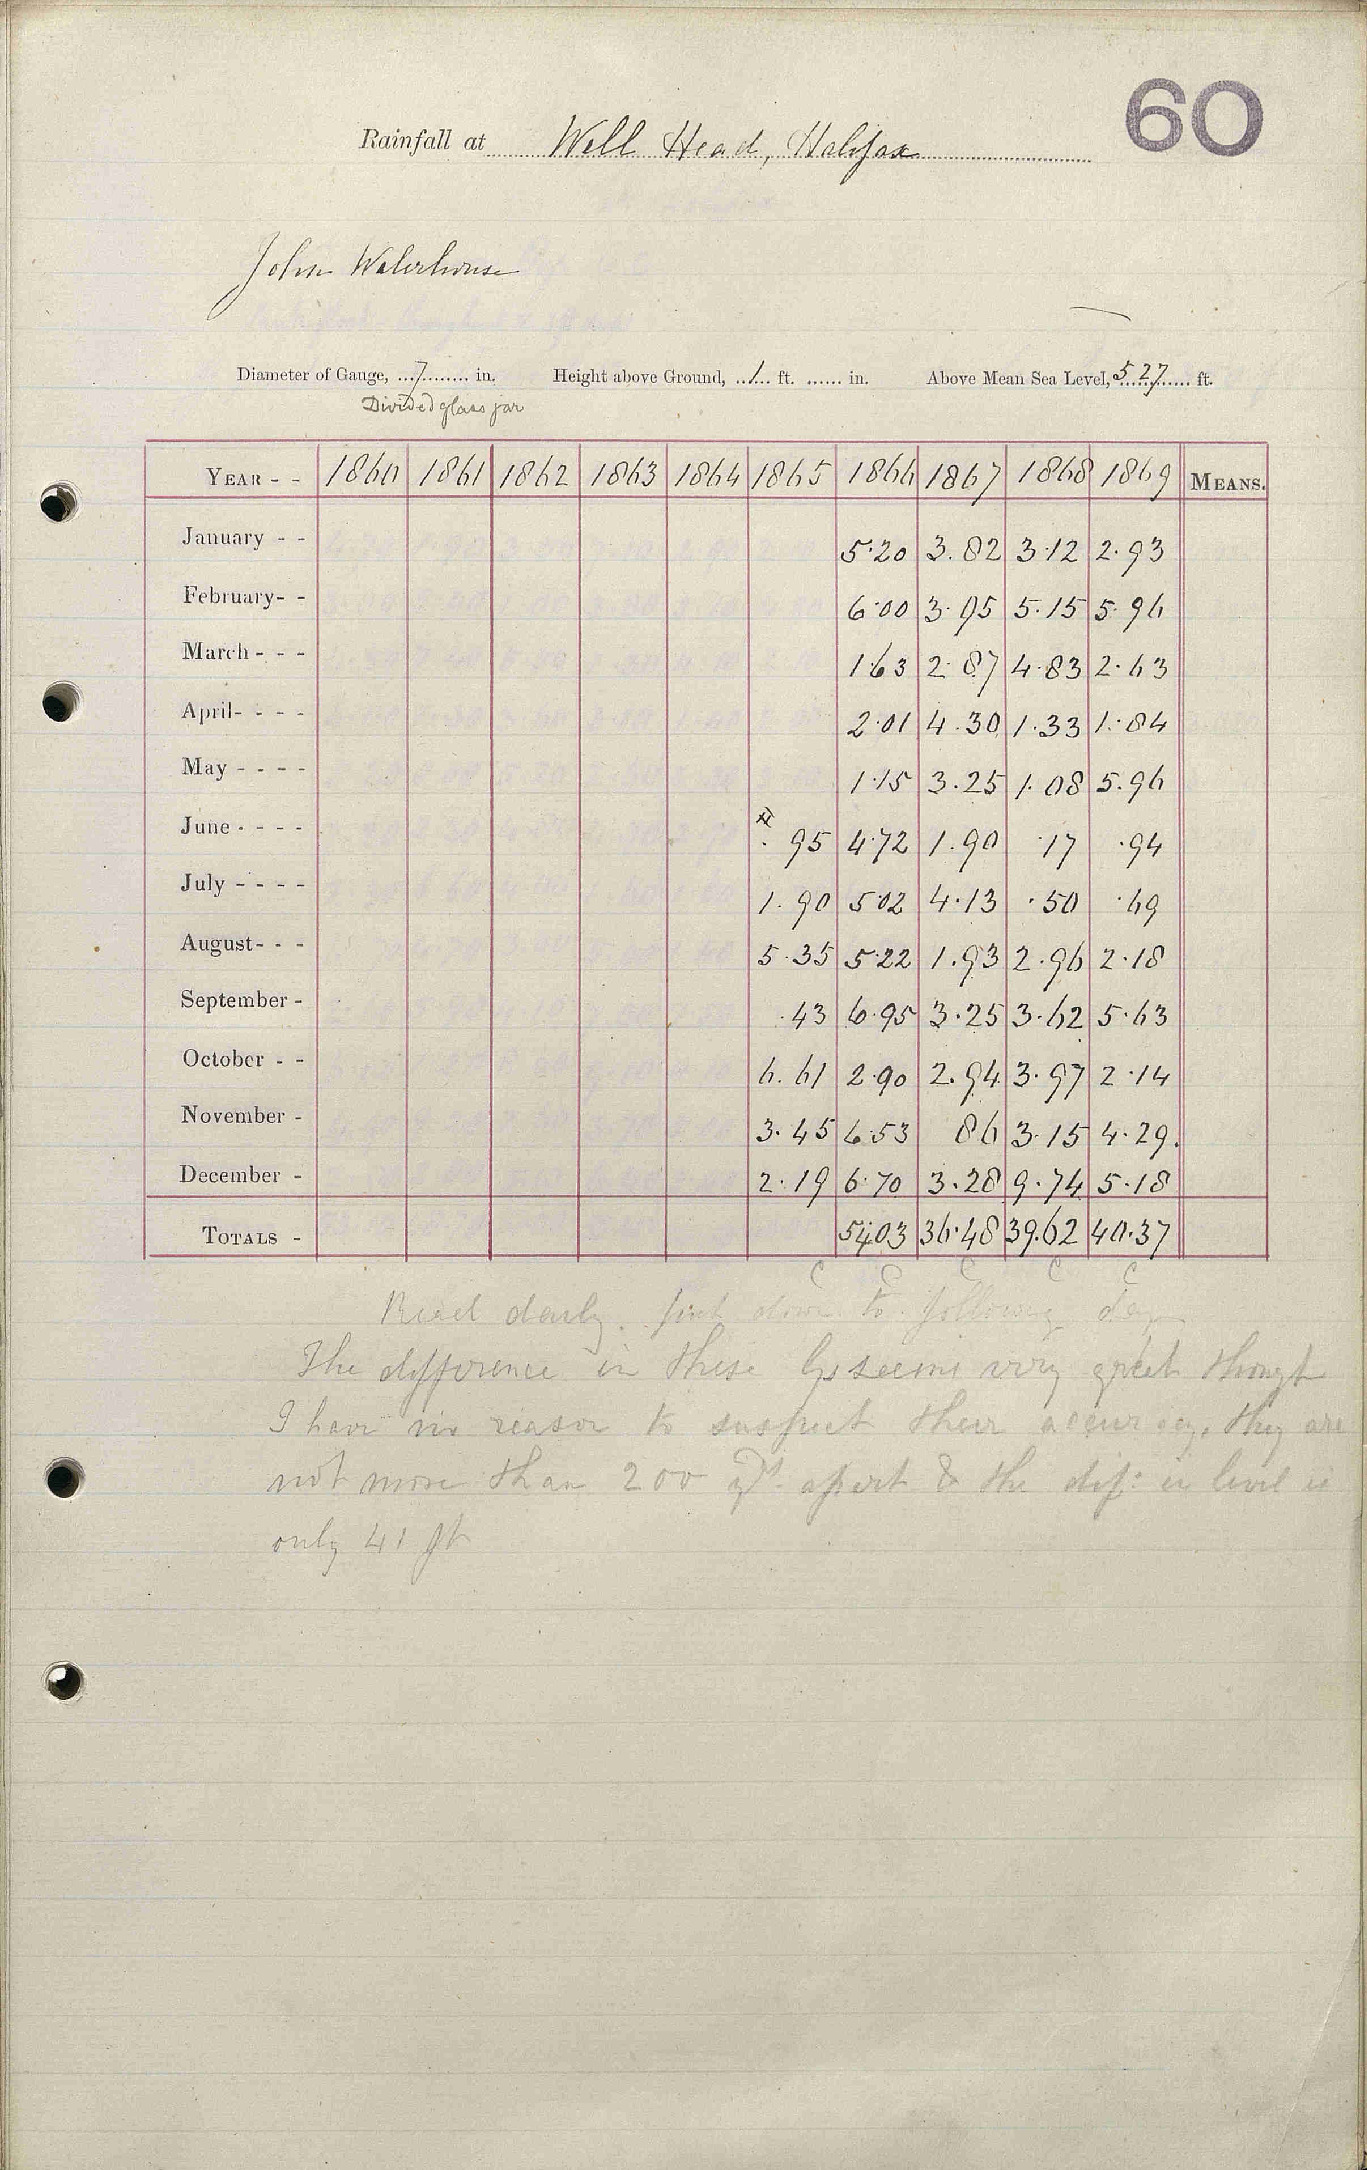 60
Rainfall at Well Head, Halifax
John Waterhouse
Diameter of Gauge, 7 in. Height above Ground, 1 ft. in. Above Mean Sea Level, 527 ft.
Divided glass jar
YEAR - - 1860 1861 1862 1863 1864 1865 1866 1867 1868 1869 MEANS.
January - - 5.20 3.82 3.12 2.93
February- - 6.00 3.95 5.15 5.96
March - - - 1.63 2.87 4.83 2.63
April- - - - 2.01 4.30 1.33 1.84
May - - - - 1.15 3.25 1.08 5.96
June - - - - .95 4.72 1.90 .17 .94
July - - - - 1.90 5.02 4.13 .50 .69
August- - - 5.35 5.22 1.93 2.96 2.18
September - .43 6.95 3.25 3.62 5.63
October - - 6.61 2.90 2.94 3.97 2.14
November - 3.45 6.53 86 3.15 4.29.
December - 2.19 6.70 3.28 9.74 5.18
TOTALS - 54.03 36.48 39.62 40.37
C C C C C
Read daily. put down to following day
The difference in these Gs seems very great though
I have no reason to suspect their accuracy. they are
not more than 200 yds. apart & the dif: in level is
only 41 ft